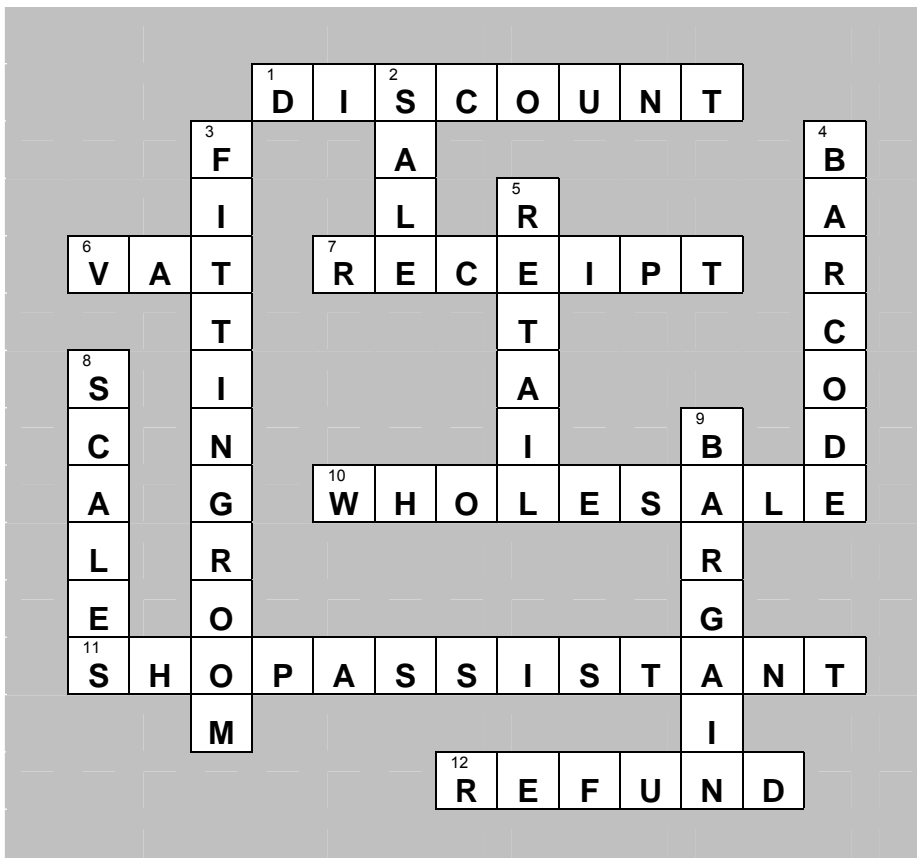 1 2
D I S C O U N T
3 4
F A B
5
I L R A
6 7
V A T R E C E I P T R
T T C
8
S I A O
9
C N I B D
10
A G W H O L E S A L E
L R R
E O G
11
S H O P A S S I S T A N T
M I
12
R E F U N D